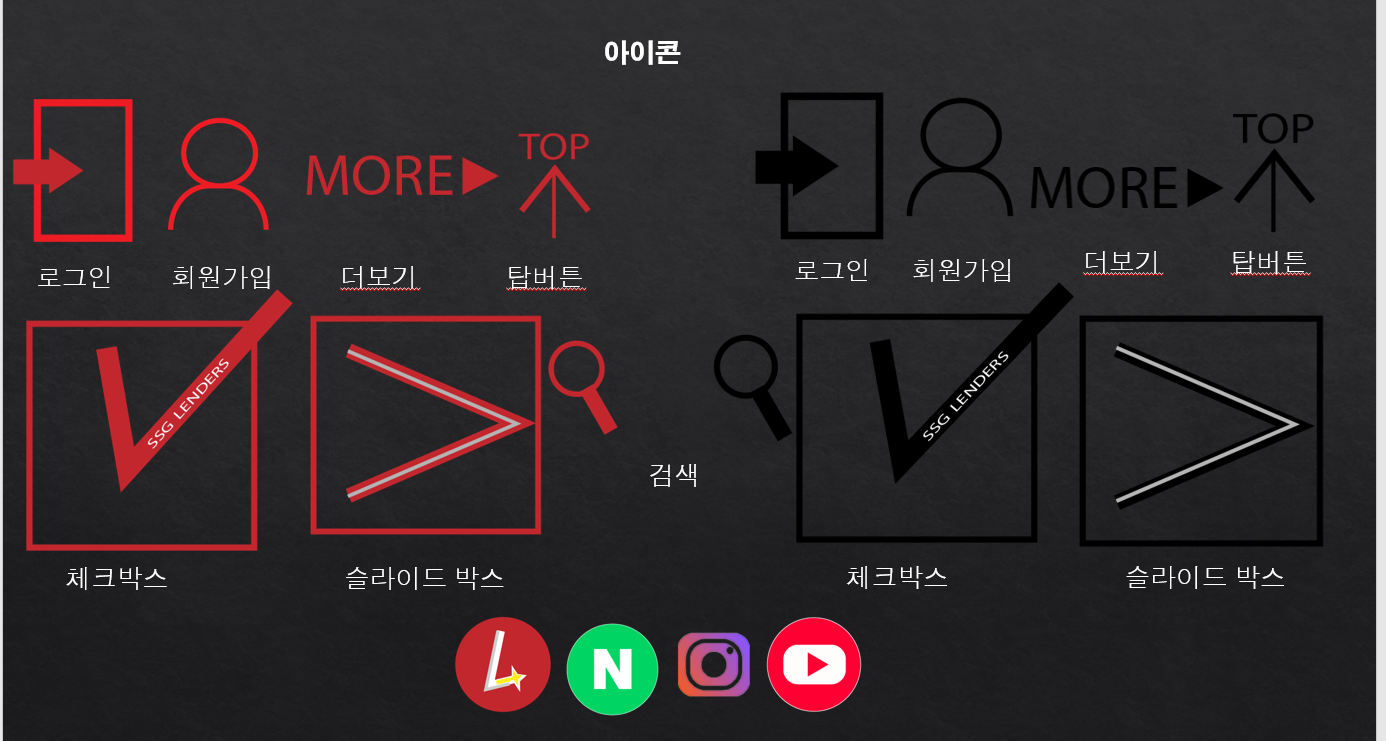 아이콘
MORE
TOP
로그인
회원가입
더보기
탑버튼
MORE
TOP
로그인
회원가입
더보기
탑버튼
SSG LENDERS
검색
SSG LENDERS
체크박스
슬라이드 박스
체크박스
슬라이드 박스
L
N